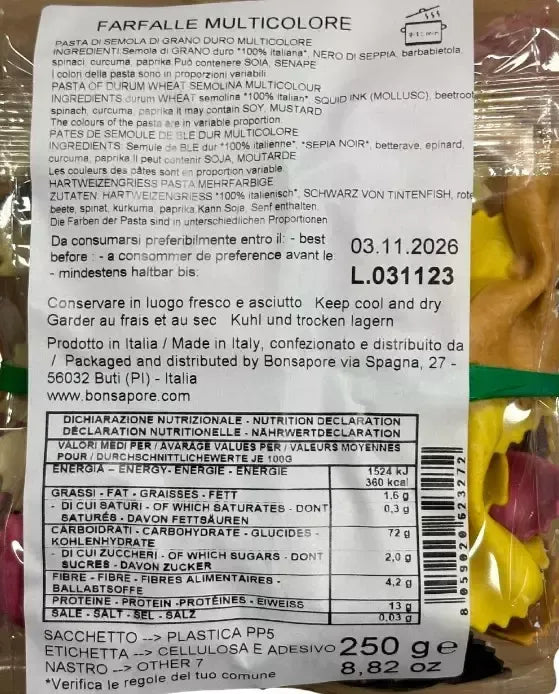 FARFALLE MULTICOLORE
PASTA DI SEMOLA DI GRANO DURO MULTICOLORE
INGREDIENTI:Semola di GRANO duro "100% italiana", NERO DI SEPPIA, barbabietola,
spinaci, curcuma, paprika Può contenere SOIA, SENAPE
I colori della pasta sono in proporzioni variabili
PASTA OF DURUM WHEAT SEMOLINA MULTICOLOUR
INGREDIENTS: durum WHEAT semolina "100% Italian", SQUID INK (MOLLUSC), beetroot
spinach, curcuma, paprika It may contain SOY, MUSTARD
The colours of the pasta are in variable proportion
PATES DE SEMOULE DE BLE DUR MULTICOLORE
INGREDIENTS: Semule de BLE dur "100% italienne", "SEPIA NOIR", betterave, epinard,
curcuma, paprika Il peut contenir SOJA, MOUTARDE
Les couleurs des pâtes sont en proportion variable
HARTWEIZENGRIESS PASTA MEHRFARBIGE
ZUTATEN: HARTWEIZENGRIESS "100% italienisch", SCHWARZ VON TINTENFISH, rote
beete, spinat, kurkuma, paprika Kann Soja, Senf enthalten.
Die Farben der Pasta sind in unterschiedlichen Proportionen
Da consumarsi preferibilmente entro il: - best
before : - a consommer de preference avant le
- mindestens haltbar bis:
03.11.2026
L.031123
Conservare in luogo fresco e asciutto Keep cool and dry
Garder au frais et au sec Kuhl und trocken lagern
Prodotto in Italia / Made in Italy, confezionato e distribuito da
/ Packaged and distributed by Bonsapore via Spagna, 27 -
56032 Buti (PI) - Italia
www.bonsapore.com
DICHIARAZIONE NUTRIZIONALE - NUTRITION DECLARATION
DÉCLARATION NUTRITIONELLE - NÄHRWERTDECLARATION
VALORI MEDI PER / AVARAGE VALUES PER / VALEURS MOYENNES
POUR / DURCHSCHNITTLICHEWERTE JE 100G
ENERGIA - ENERGY- ENERGIE - ENERGIE 1524 kJ
360 kcal
GRASSI - FAT - GRAISSES - FETT 1,6 g
- DI CUI SATURI - OF WHICH SATURATES - DONT 0,3 g
SATURÉS - DAVON FETTSÄUREN
CARBOIDRATI - CARBOHYDRATE - GLUCIDES - 72 g
KOHLENHYDRATE
- DI CUI ZUCCHERI - OF WHICH SUGARS - DONT 2,0 g
SUCRES - DAVON ZUCKER
FIBRE - FIBRE - FIBRES ALIMENTAIRES - 4,2 g
BALLASTSOFFE
PROTEINE - PROTEIN -PROTÉINES - EIWEISS 13 g
SALE - SALT - SEL - SALZ 0,03 g
8 059020 623272
SACCHETTO --> PLASTICA PP5
ETICHETTA --> CELLULOSA E ADESIVO
NASTRO --> OTHER 7
*Verifica le regole del tuo comune
250 g e
8,82 oz